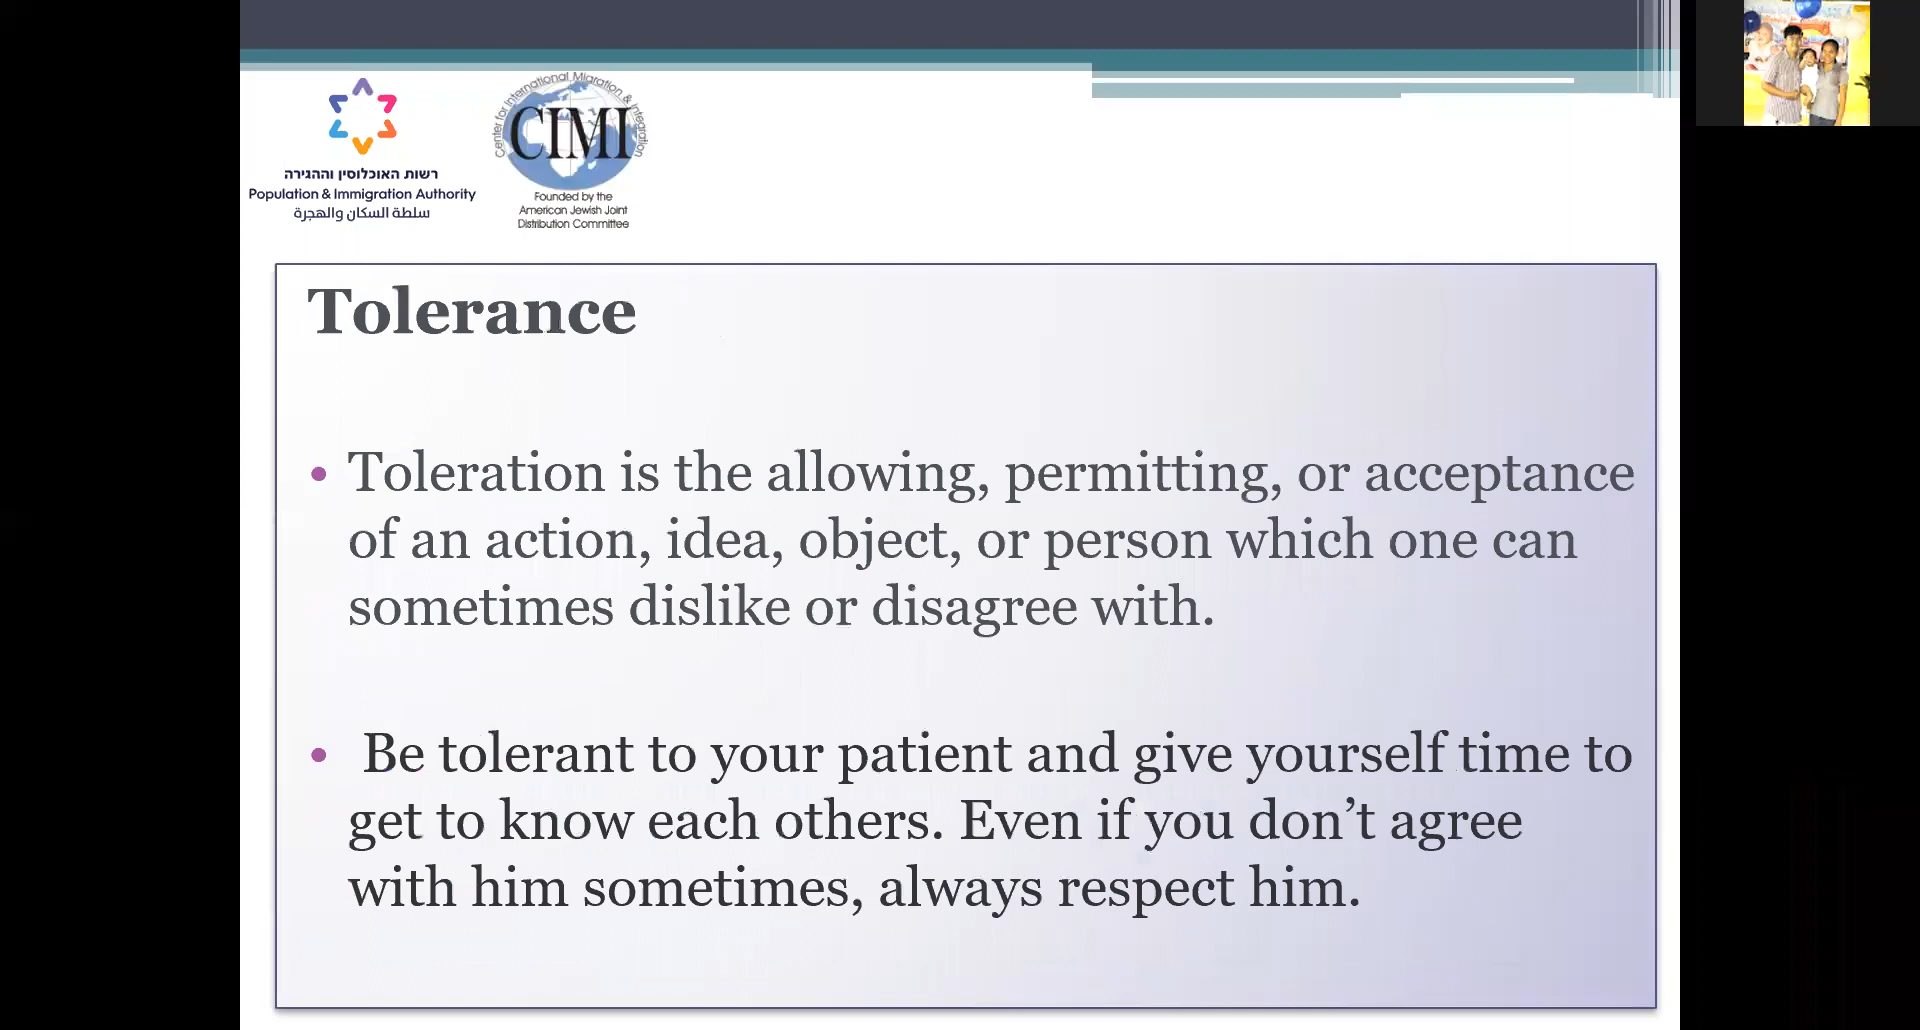 רשות האוכלוסין וההגירה
Population & Immigration Authority
سلطة السكان والهجرة
Center for International Migration & Integration
CIMI
Founded by the
American Jewish Joint
Distribution Committee
Tolerance
• Toleration is the allowing, permitting, or acceptance
of an action, idea, object, or person which one can
sometimes dislike or disagree with.
• Be tolerant to your patient and give yourself time to
get to know each others. Even if you don’t agree
with him sometimes, always respect him.